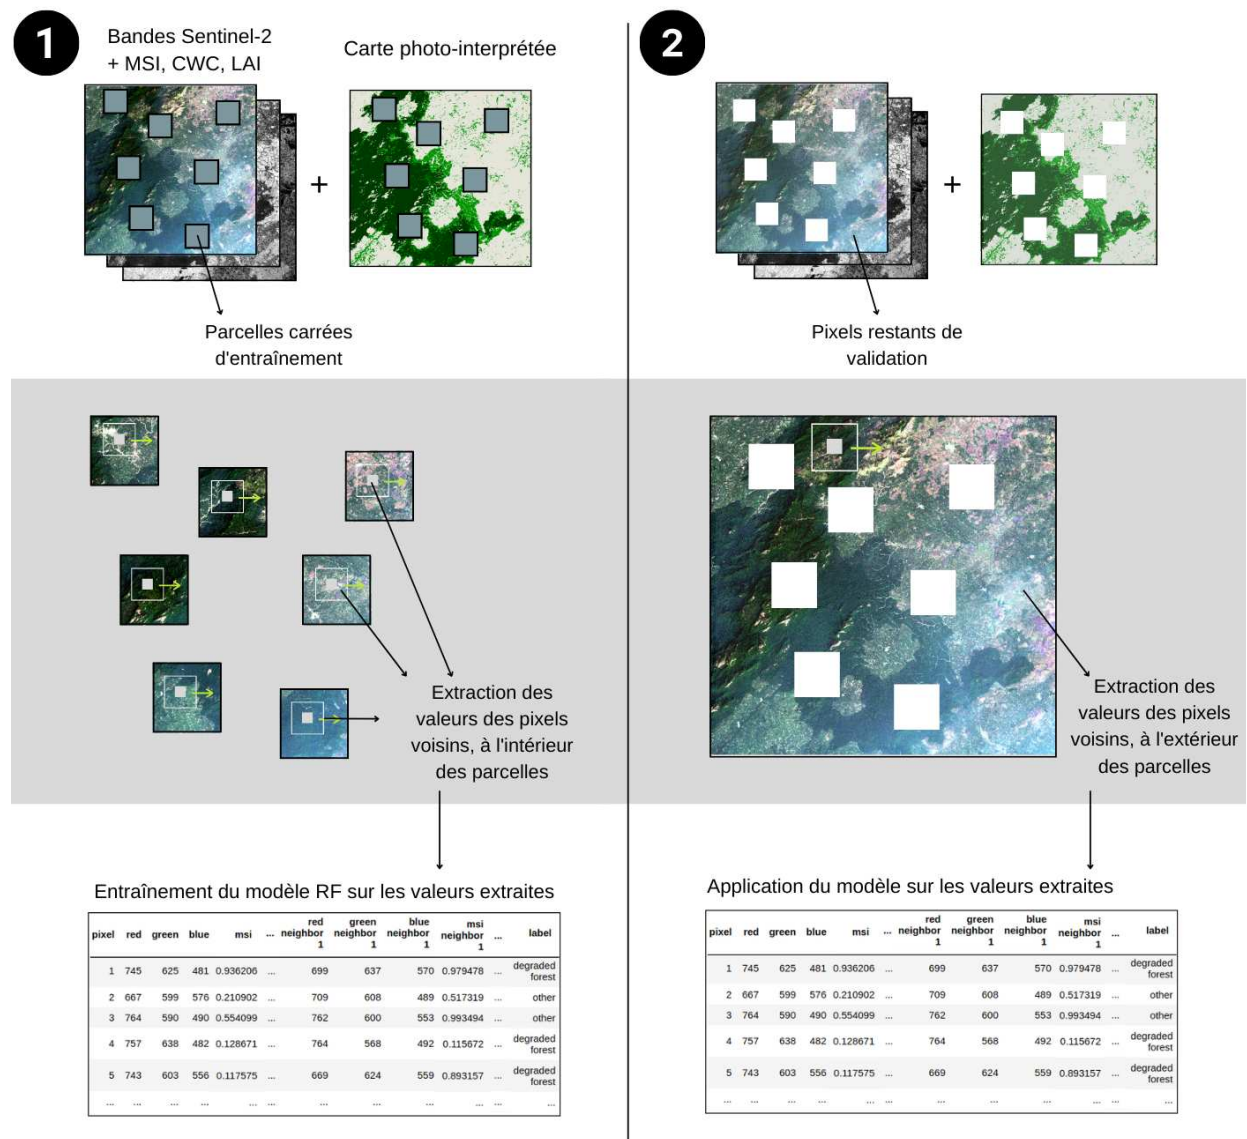 1
Bandes Sentinel-2
+ MSI, CWC, LAI
Carte photo-interprétée
+
Parcelles carrées
d'entraînement
Extraction des
valeurs des pixels
voisins, à l'intérieur
des parcelles
Entraînement du modèle RF sur les valeurs extraites
pixel red green blue msi ... red neighbor 1 green neighbor 1 blue neighbor 1 msi neighbor 1 ... label
1 745 625 481 0.936206 ... 699 637 570 0.979478 ... degraded forest
2 667 599 576 0.210902 ... 709 608 489 0.517319 ... other
3 764 590 490 0.554099 ... 762 600 553 0.993494 ... other
4 757 638 482 0.128671 ... 764 568 492 0.115672 ... degraded forest
5 743 603 556 0.117575 ... 669 624 559 0.893157 ... degraded forest
... ... ... ... ... ... ... ... ... ... ... ...
2
+
Pixels restants de
validation
Extraction des
valeurs des pixels
voisins, à l'extérieur
des parcelles
Application du modèle sur les valeurs extraites
pixel red green blue msi ... red neighbor 1 green neighbor 1 blue neighbor 1 msi neighbor 1 ... label
1 745 625 481 0.936206 ... 699 637 570 0.979478 ... degraded forest
2 667 599 576 0.210902 ... 709 608 489 0.517319 ... other
3 764 590 490 0.554099 ... 762 600 553 0.993494 ... other
4 757 638 482 0.128671 ... 764 568 492 0.115672 ... degraded forest
5 743 603 556 0.117575 ... 669 624 559 0.893157 ... degraded forest
... ... ... ... ... ... ... ... ... ... ... ...